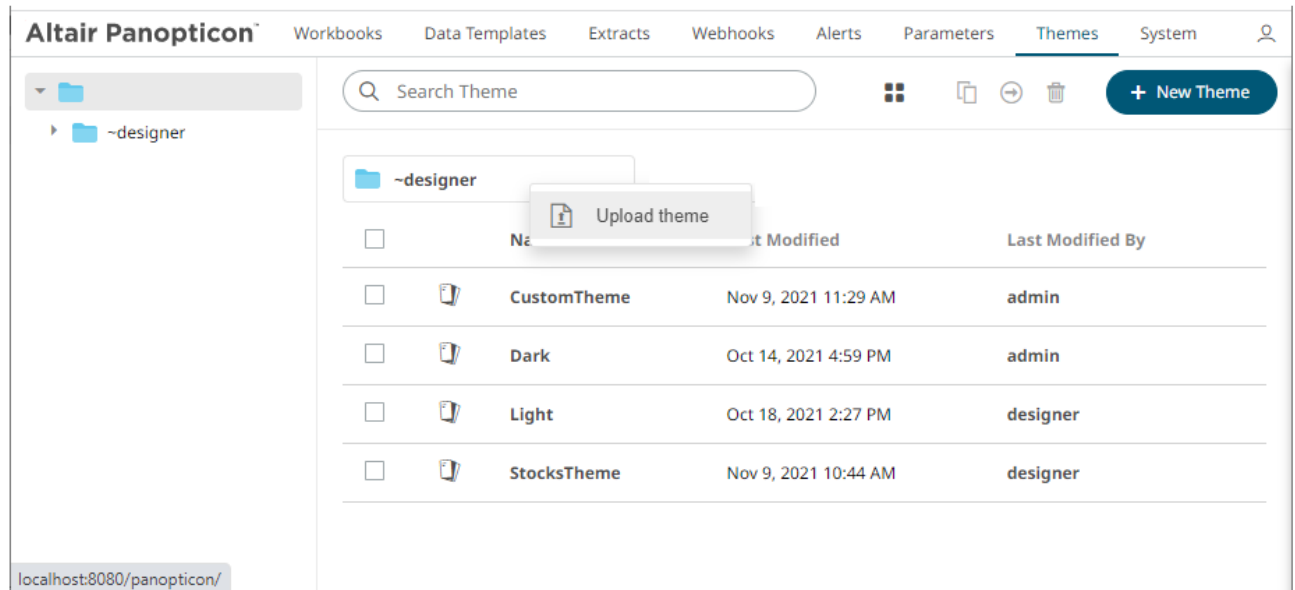 Altair Panopticon™ Workbooks Data Templates Extracts Webhooks Alerts Parameters Themes System
Search Theme + New Theme
~designer
~designer
Upload theme
Na st Modified Last Modified By
CustomTheme Nov 9, 2021 11:29 AM admin
Dark Oct 14, 2021 4:59 PM admin
Light Oct 18, 2021 2:27 PM designer
StocksTheme Nov 9, 2021 10:44 AM designer
localhost:8080/panopticon/